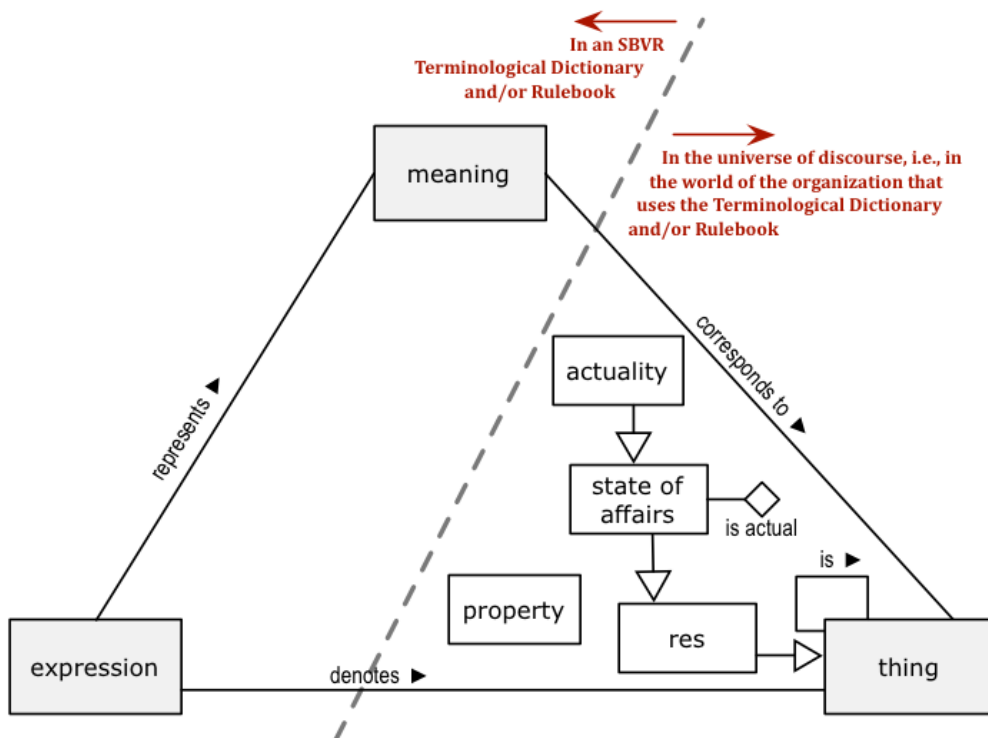 In an SBVR
Terminological Dictionary
and/or Rulebook
In the universe of discourse, i.e., in
the world of the organization that
uses the Terminological Dictionary
and/or Rulebook
meaning
represents ▶
corresponds to ▶
actuality
state of
affairs
is actual
is ▶
property
res
expression
thing
denotes ▶